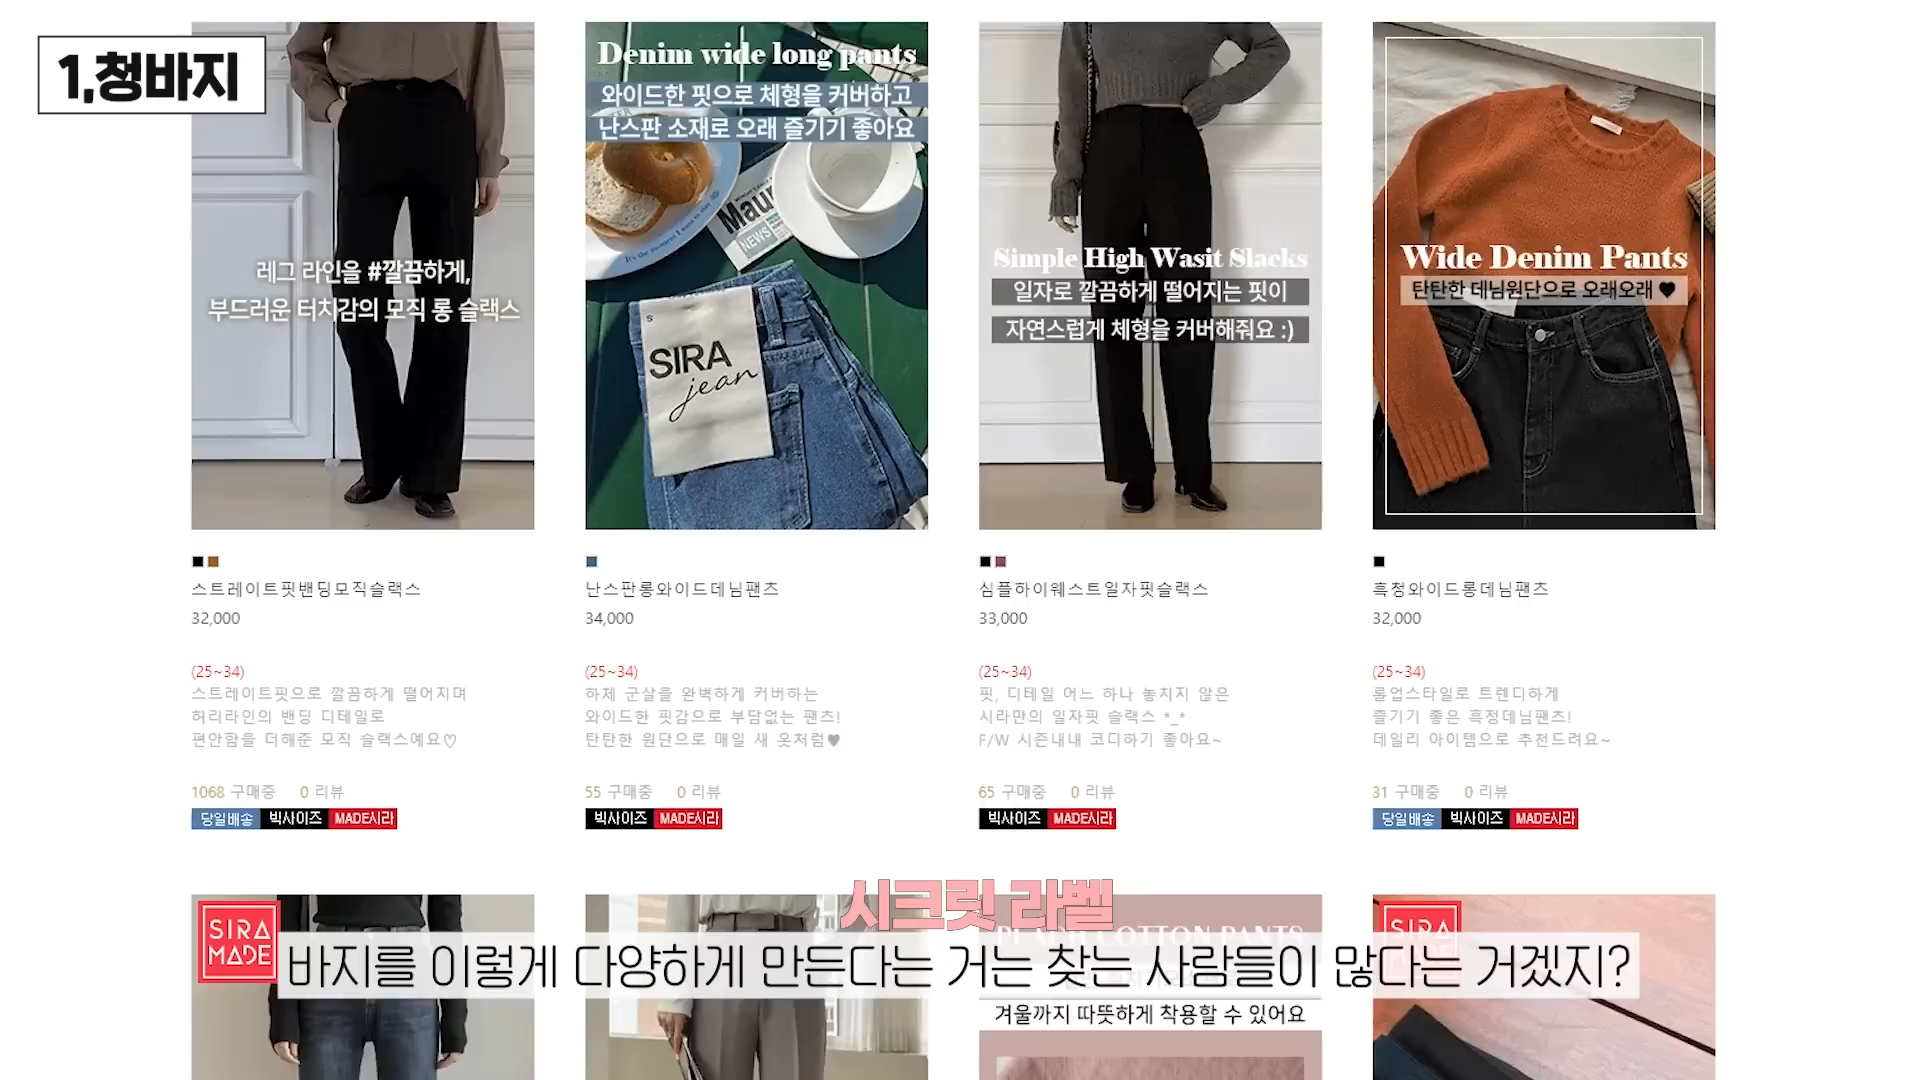 1,청바지
레그 라인을 #깔끔하게,
부드러운 터치감의 모직 롱 슬랙스
Denim wide long pants
와이드한 핏으로 체형을 커버하고
난스판 소재로 오래 즐기기 좋아요
It's the moment I want to stay
Mau
NEWS
S
SIRA
jean
Simple High Wasit Slacks
일자로 깔끔하게 떨어지는 핏이
자연스럽게 체형을 커버해줘요 :)
Wide Denim Pants
탄탄한 데님원단으로 오래오래 ♥
스트레이트핏밴딩모직슬랙스
32,000
(25~34)
스트레이트핏으로 깔끔하게 떨어지며
허리라인의 밴딩 디테일로
편안함을 더해준 모직 슬랙스예요♡
1068 구매중 0 리뷰
당일배송 빅사이즈 MADE시라
난스판롱와이드데님팬츠
34,000
(25~34)
하체 군살을 완벽하게 커버하는
와이드한 핏감으로 부담없는 팬츠!
탄탄한 원단으로 매일 새 옷처럼♥
55 구매중 0 리뷰
빅사이즈 MADE시라
심플하이웨스트일자핏슬랙스
33,000
(25~34)
핏, 디테일 어느 하나 놓치지 않은
시라만의 일자핏 슬랙스 *_*
F/W 시즌내내 코디하기 좋아요~
65 구매중 0 리뷰
빅사이즈 MADE시라
흑청와이드롱데님팬츠
32,000
(25~34)
롤업스타일로 트렌디하게
즐기기 좋은 흑정데님팬츠!
데일리 아이템으로 추천드려요~
31 구매중 0 리뷰
당일배송 빅사이즈 MADE시라
시크릿 라벨
SIRA
MADE
PEACH COTTON PANTS
SIRA
바지를 이렇게 다양하게 만든다는 거는 찾는 사람들이 많다는 거겠지?
겨울까지 따뜻하게 착용할 수 있어요